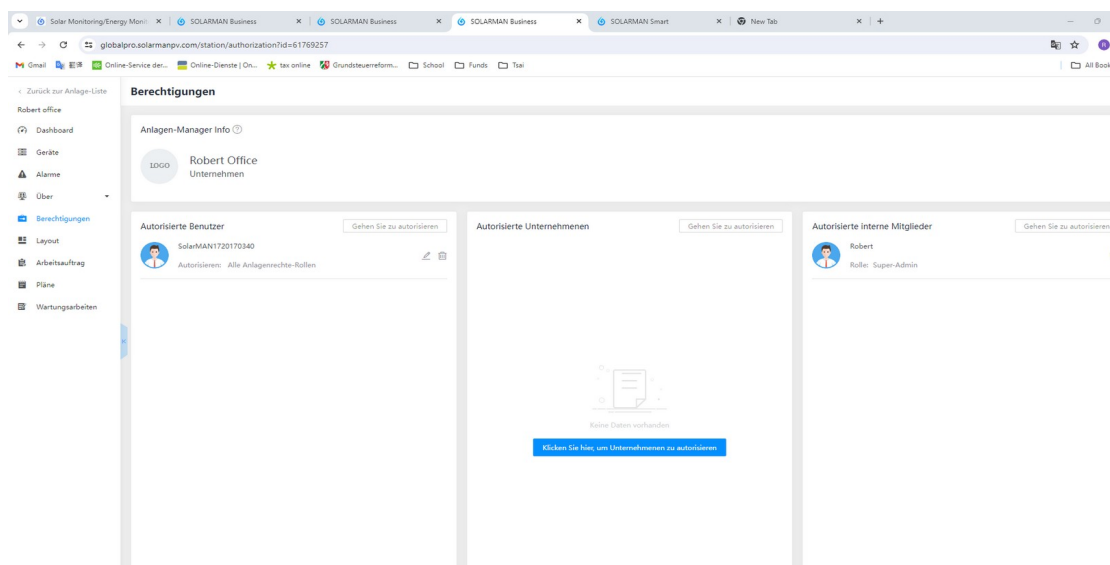 Solar Monitoring/Energy Monit
SOLARMAN Business
SOLARMAN Business
SOLARMAN Business
SOLARMAN Smart
New Tab
globalpro.solarmanpv.com/station/authorization?id=61769257
Gmail
翻译
Online-Service der...
Online-Dienste | On...
tax online
Grundsteuerreform...
School
Funds
Tsai
All Book
Zurück zur Anlage-Liste
Robert office
Dashboard
Geräte
Alarme
Über
Berechtigungen
Layout
Arbeitsauftrag
Pläne
Wartungsarbeiten
Berechtigungen
Anlagen-Manager Info
LOGO
Robert Office
Unternehmen
Autorisierte Benutzer
Gehen Sie zu autorisieren
SolarMAN1720170340
Autorisieren: Alle Anlagenrechte-Rollen
Autorisierte Unternehmenen
Gehen Sie zu autorisieren
Keine Daten vorhanden
Klicken Sie hier, um Unternehmenen zu autorisieren
Autorisierte interne Mitglieder
Gehen Sie zu autorisieren
Robert
Rolle: Super-Admin